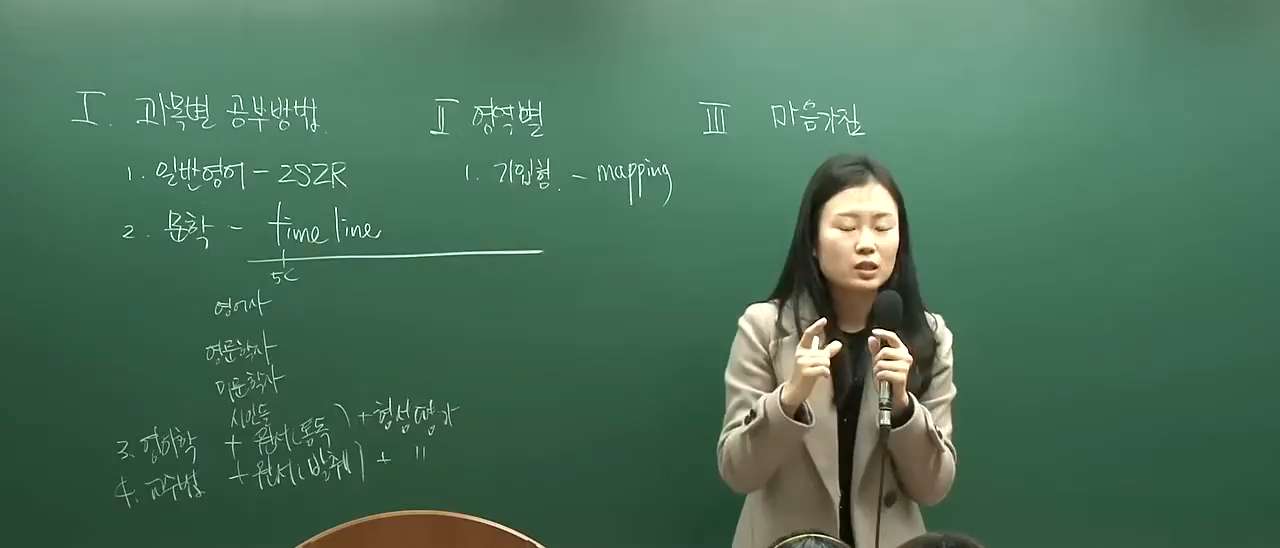 I. 과목별 공부방법.
1. 일반영어 - 2S2R
2. 문학 - time line
5C
영어사
영문학사
미문학사
시인들
3. 영어학 + 원서(통독) + 형성평가
4. 교수법 + 원서(발췌) + "
II 영역별
1. 기입형. - mapping
III 마음가짐